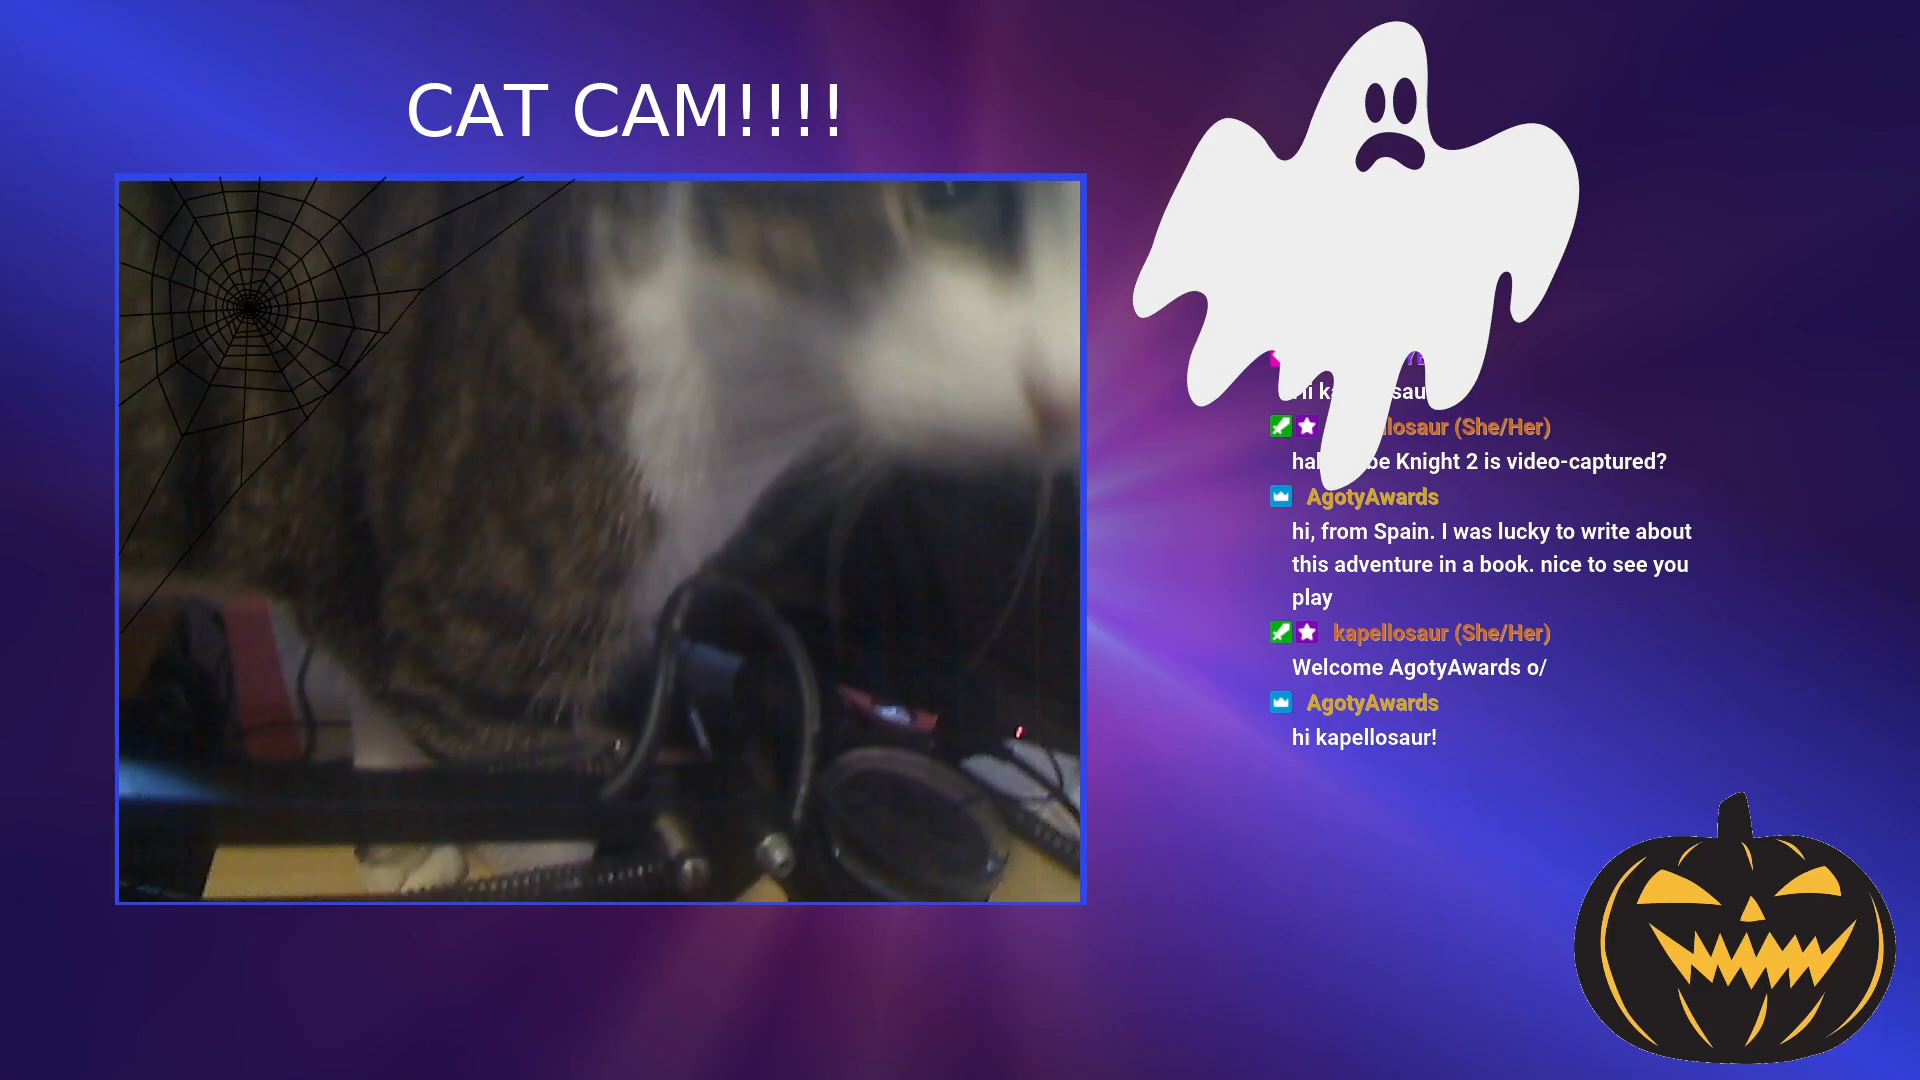 CAT CAM!!!!
losaur (She/Her)
Knight 2 is video-captured?
AgotyAwards
hi, from Spain. I was lucky to write about
this adventure in a book. nice to see you
play
kapellosaur (She/Her)
Welcome AgotyAwards o/
AgotyAwards
hi kapellosaur!